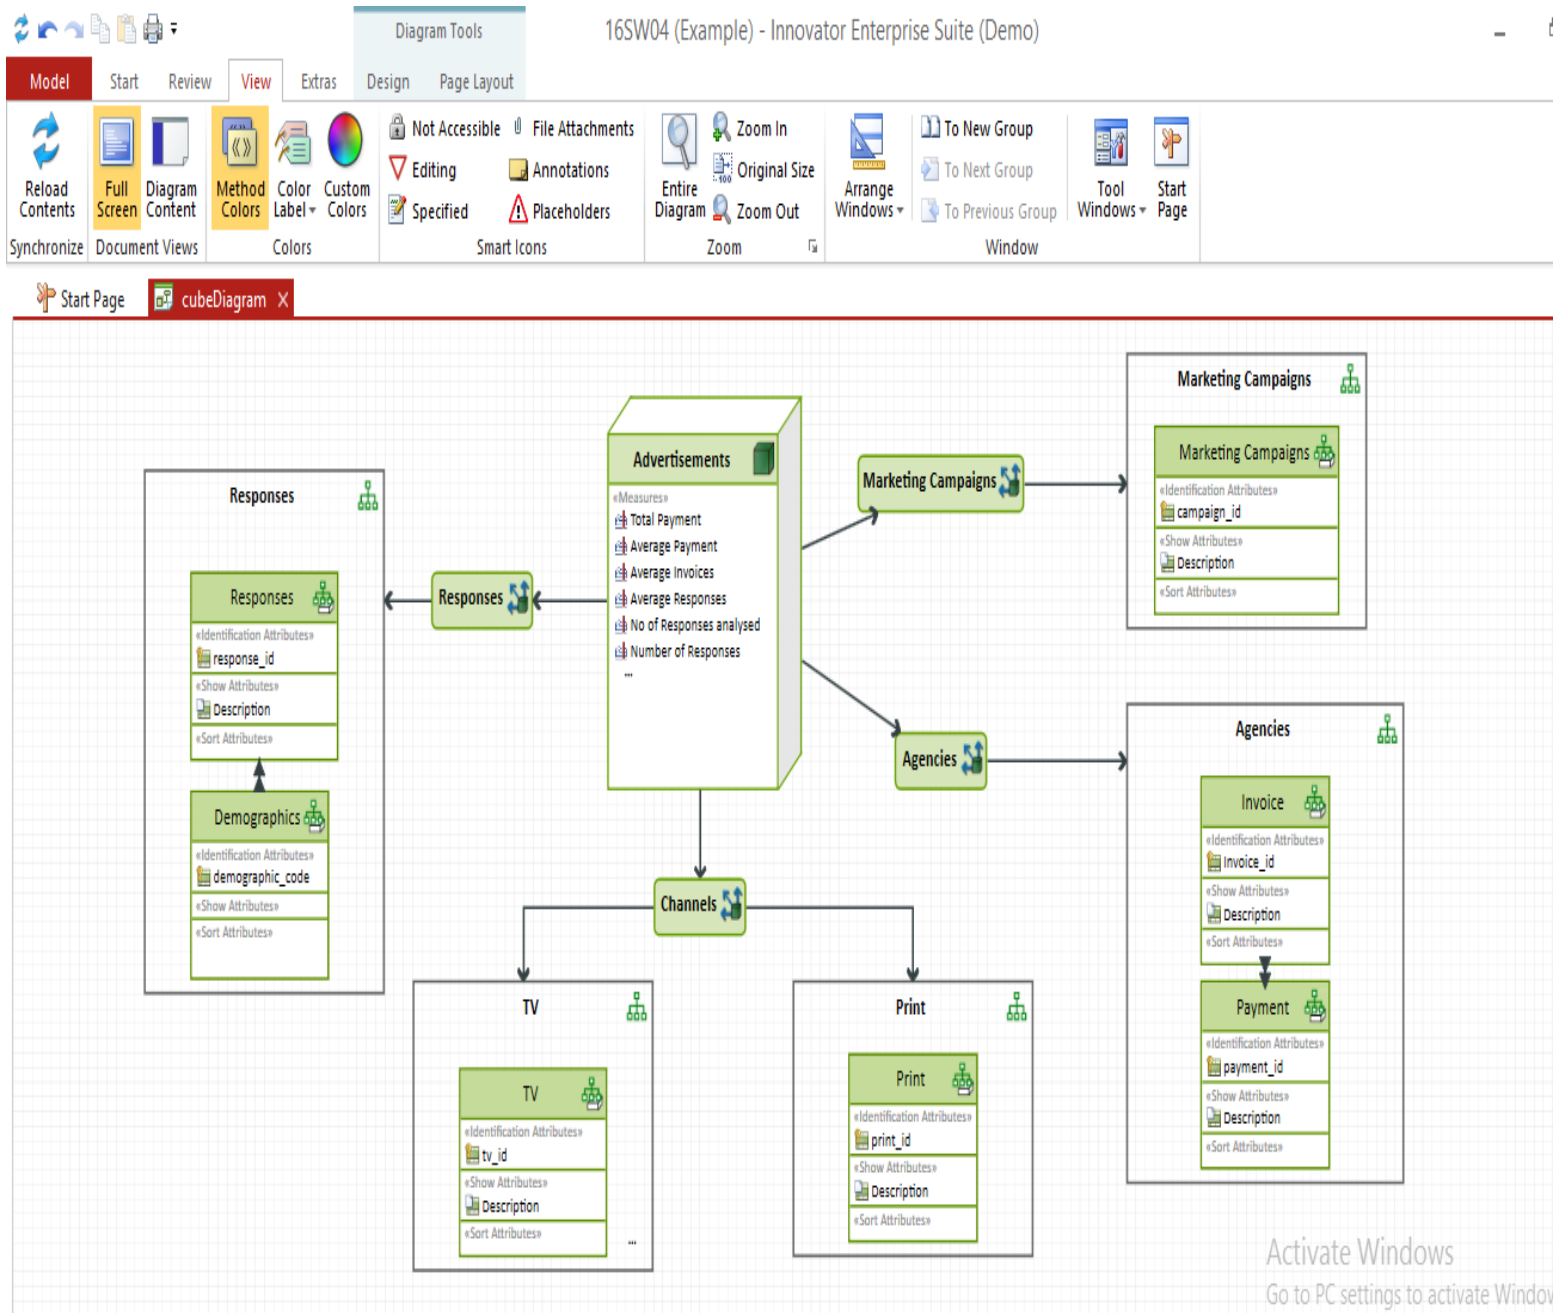 Diagram Tools
16SW04 (Example) - Innovator Enterprise Suite (Demo)
Model Start Review View Extras Design Page Layout
Reload Contents
Full Screen
Diagram Content
Method Colors
Color Label
Custom Colors
Not Accessible
Editing
Specified
File Attachments
Annotations
Placeholders
Entire Diagram
Zoom In
Original Size
100
Zoom Out
Arrange Windows
To New Group
To Next Group
To Previous Group
Tool Windows
Start Page
Synchronize Document Views Colors Smart Icons Zoom Window
Start Page cubeDiagram
Responses
Responses
«Identification Attributes»
response_id
«Show Attributes»
Description
«Sort Attributes»
Demographics
«Identification Attributes»
demographic_code
«Show Attributes»
«Sort Attributes»
Responses
Advertisements
«Measures»
Total Payment
Average Payment
Average Invoices
Average Responses
No of Responses analysed
Number of Responses
...
Marketing Campaigns
Marketing Campaigns
Marketing Campaigns
«Identification Attributes»
campaign_id
«Show Attributes»
Description
«Sort Attributes»
Agencies
Agencies
Invoice
«Identification Attributes»
Invoice_id
«Show Attributes»
Description
«Sort Attributes»
Payment
«Identification Attributes»
payment_id
«Show Attributes»
Description
«Sort Attributes»
Channels
TV
TV
«Identification Attributes»
tv_id
«Show Attributes»
Description
«Sort Attributes»
...
Print
Print
«Identification Attributes»
print_id
«Show Attributes»
Description
«Sort Attributes»
Activate Windows
Go to PC settings to activate Window